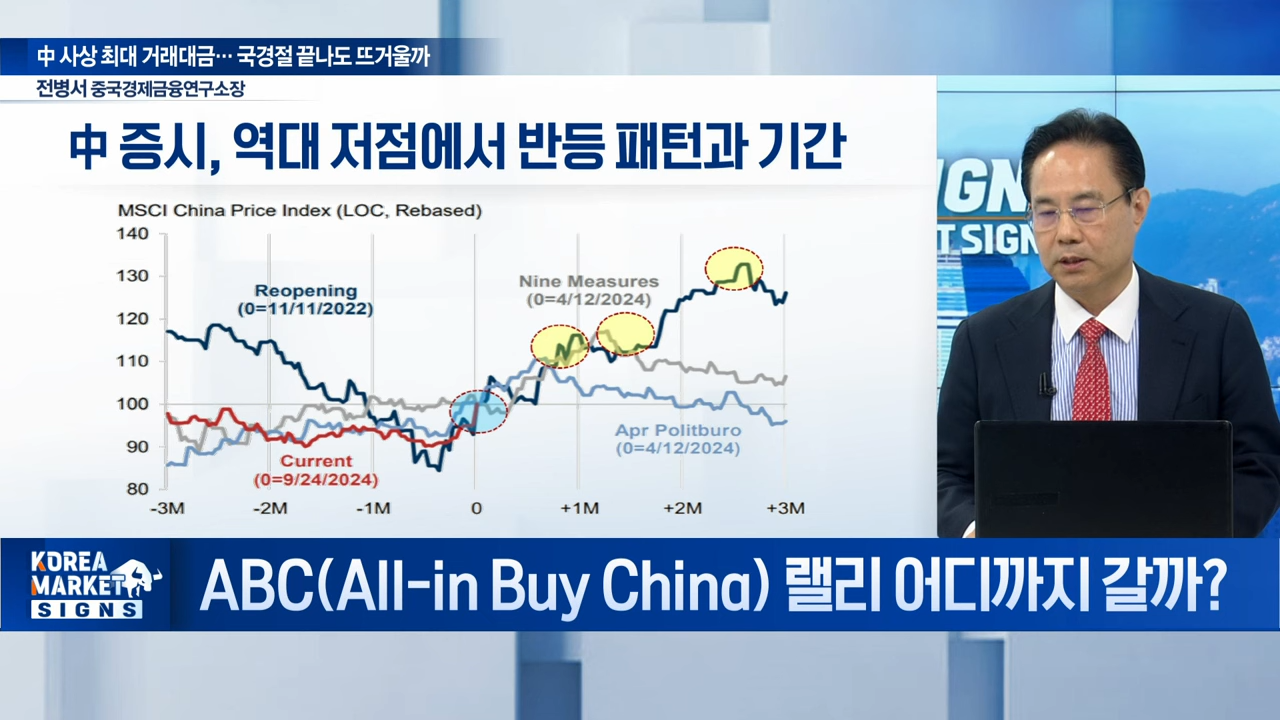 中 사상 최대 거래대금… 국경절 끝나도 뜨거울까
전병서 중국경제금융연구소장
中 증시, 역대 저점에서 반등 패턴과 기간
MSCI China Price Index (LOC, Rebased)
140
130
120
110
100
90
80
Reopening
(0=11/11/2022)
Nine Measures
(0=4/12/2024)
Apr Politburo
(0=4/12/2024)
Current
(0=9/24/2024)
-3M -2M -1M 0 +1M +2M +3M
IGN
T SIGN
KOREA
MARKET
SIGNS
ABC(All-in Buy China) 랠리 어디까지 갈까?